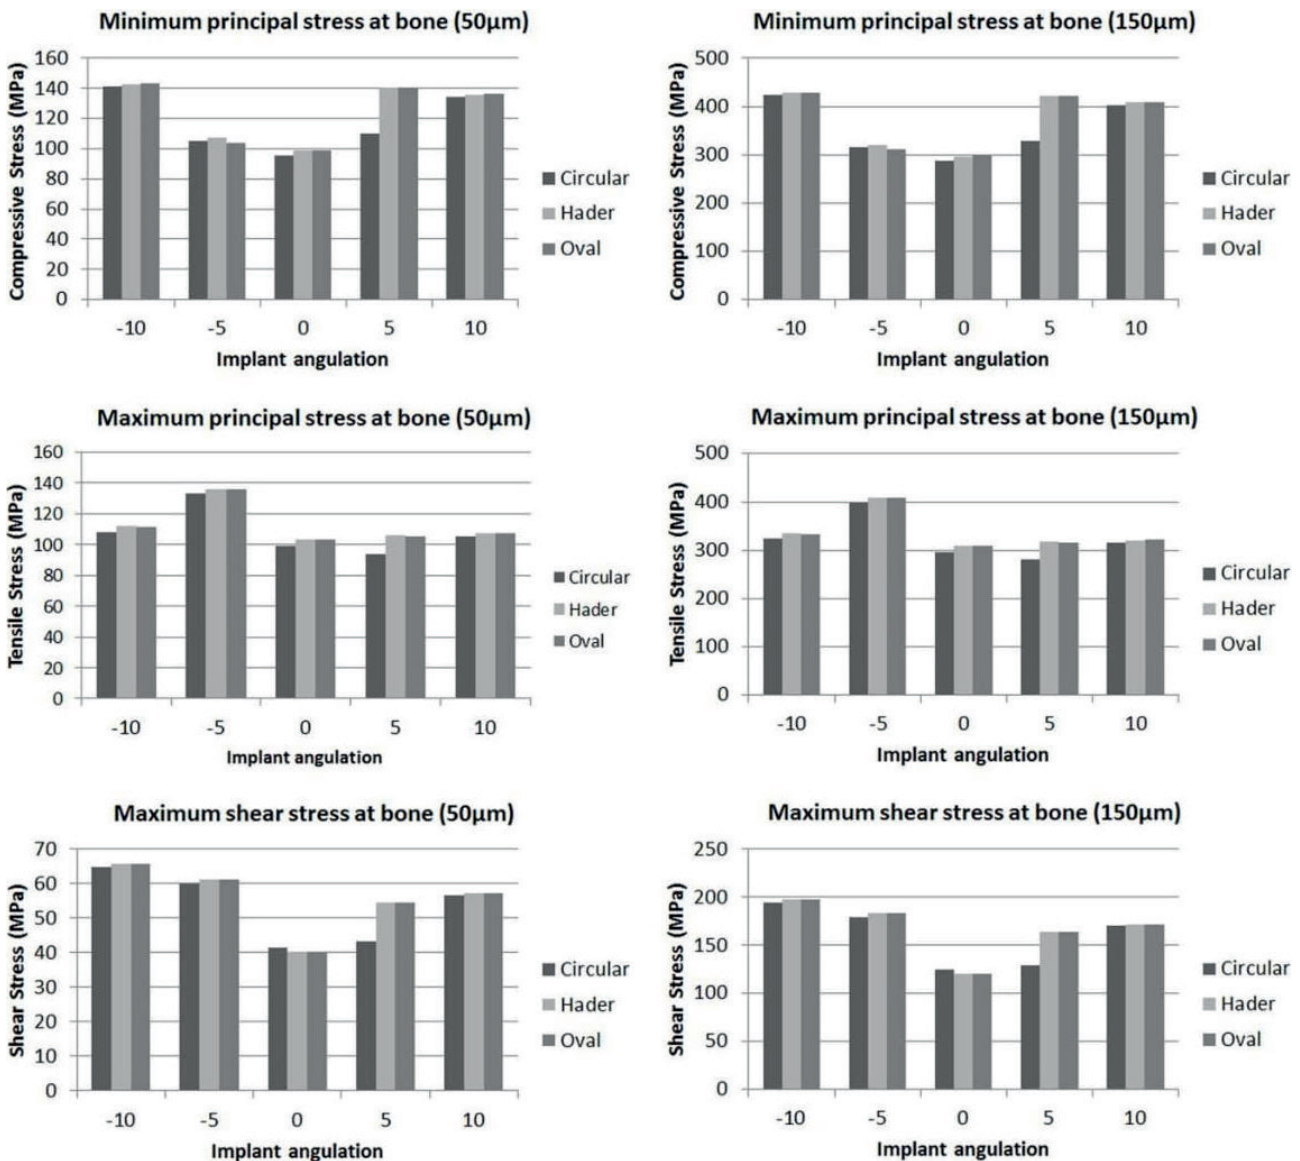 Minimum principal stress at bone (50µm)
Compressive Stress (MPa)
160
140
120
100
80
60
40
20
0
-10 -5 0 5 10
Implant angulation
Circular
Hader
Oval
Minimum principal stress at bone (150µm)
Compressive Stress (MPa)
500
400
300
200
100
0
-10 -5 0 5 10
Implant angulation
Circular
Hader
Oval
Maximum principal stress at bone (50µm)
Tensile Stress (MPa)
160
140
120
100
80
60
40
20
0
-10 -5 0 5 10
Implant angulation
Circular
Hader
Oval
Maximum principal stress at bone (150µm)
Tensile Stress (MPa)
500
400
300
200
100
0
-10 -5 0 5 10
Implant angulation
Circular
Hader
Oval
Maximum shear stress at bone (50µm)
Shear Stress (MPa)
70
60
50
40
30
20
10
0
-10 -5 0 5 10
Implant angulation
Circular
Hader
Oval
Maximum shear stress at bone (150µm)
Shear Stress (MPa)
250
200
150
100
50
0
-10 -5 0 5 10
Implant angulation
Circular
Hader
Oval